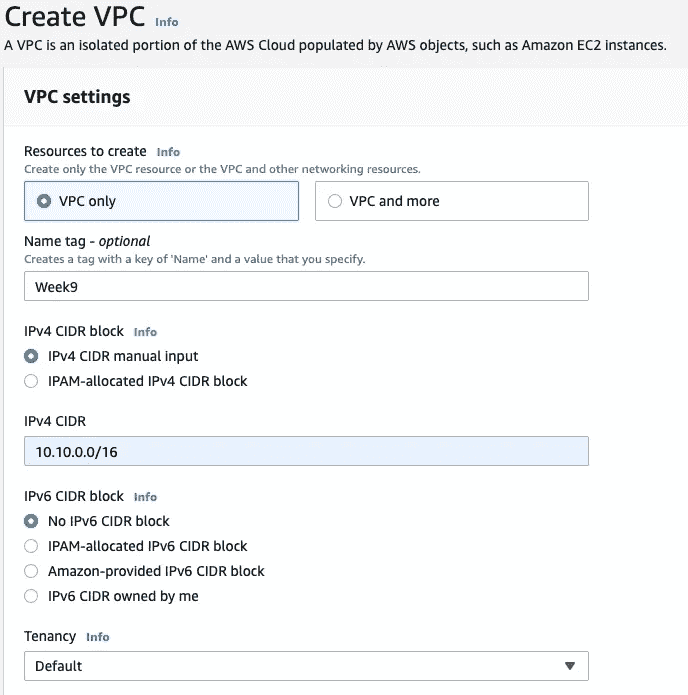 Create VPC Info
A VPC is an isolated portion of the AWS Cloud populated by AWS objects, such as Amazon EC2 instances.
VPC settings
Resources to create Info
Create only the VPC resource or the VPC and other networking resources.
VPC only
VPC and more
Name tag - optional
Creates a tag with a key of 'Name' and a value that you specify.
Week9
IPv4 CIDR block Info
IPv4 CIDR manual input
IPAM-allocated IPv4 CIDR block
IPv4 CIDR
10.10.0.0/16
IPv6 CIDR block Info
No IPv6 CIDR block
IPAM-allocated IPv6 CIDR block
Amazon-provided IPv6 CIDR block
IPv6 CIDR owned by me
Tenancy Info
Default